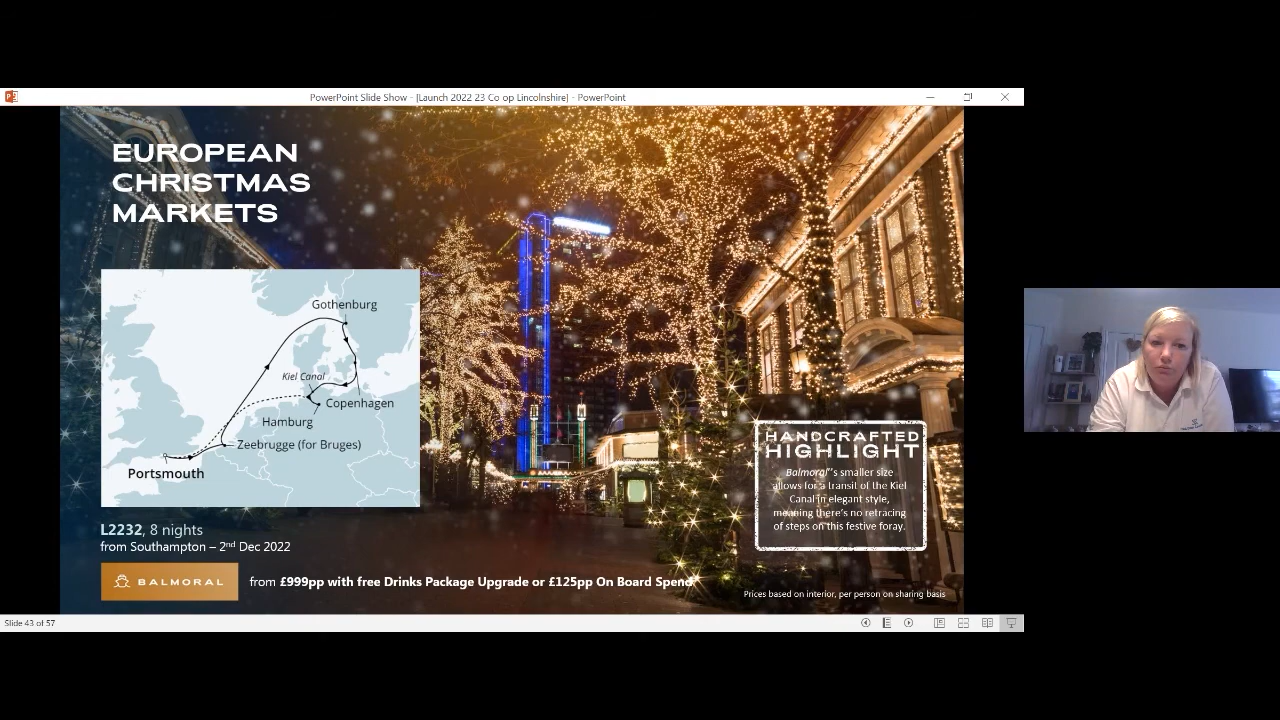 PowerPoint Slide Show - [Launch 2022 23 Co op Lincolnshire] - PowerPoint
EUROPEAN
CHRISTMAS
MARKETS
Gothenburg
Kiel Canal
Copenhagen
Hamburg
Zeebrugge (for Bruges)
Portsmouth
L2232, 8 nights
from Southampton – 2nd Dec 2022
BALMORAL
from £999pp with free Drinks Package Upgrade or £125pp On Board Spend
HANDCRAFTED
HIGHLIGHT
Balmoral''s smaller size
allows for a transit of the Kiel
Canal in elegant style,
meaning there's no retracing
of steps on this festive foray.
Prices based on interior, per person on sharing basis
Slide 43 of 57